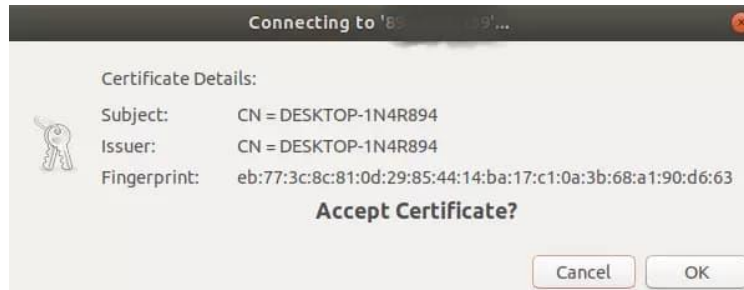 Connecting to '8 9'...
Certificate Details:
Subject: CN = DESKTOP-1N4R894
Issuer: CN = DESKTOP-1N4R894
Fingerprint: eb:77:3c:8c:81:0d:29:85:44:14:ba:17:c1:0a:3b:68:a1:90:d6:63
Accept Certificate?
Cancel OK